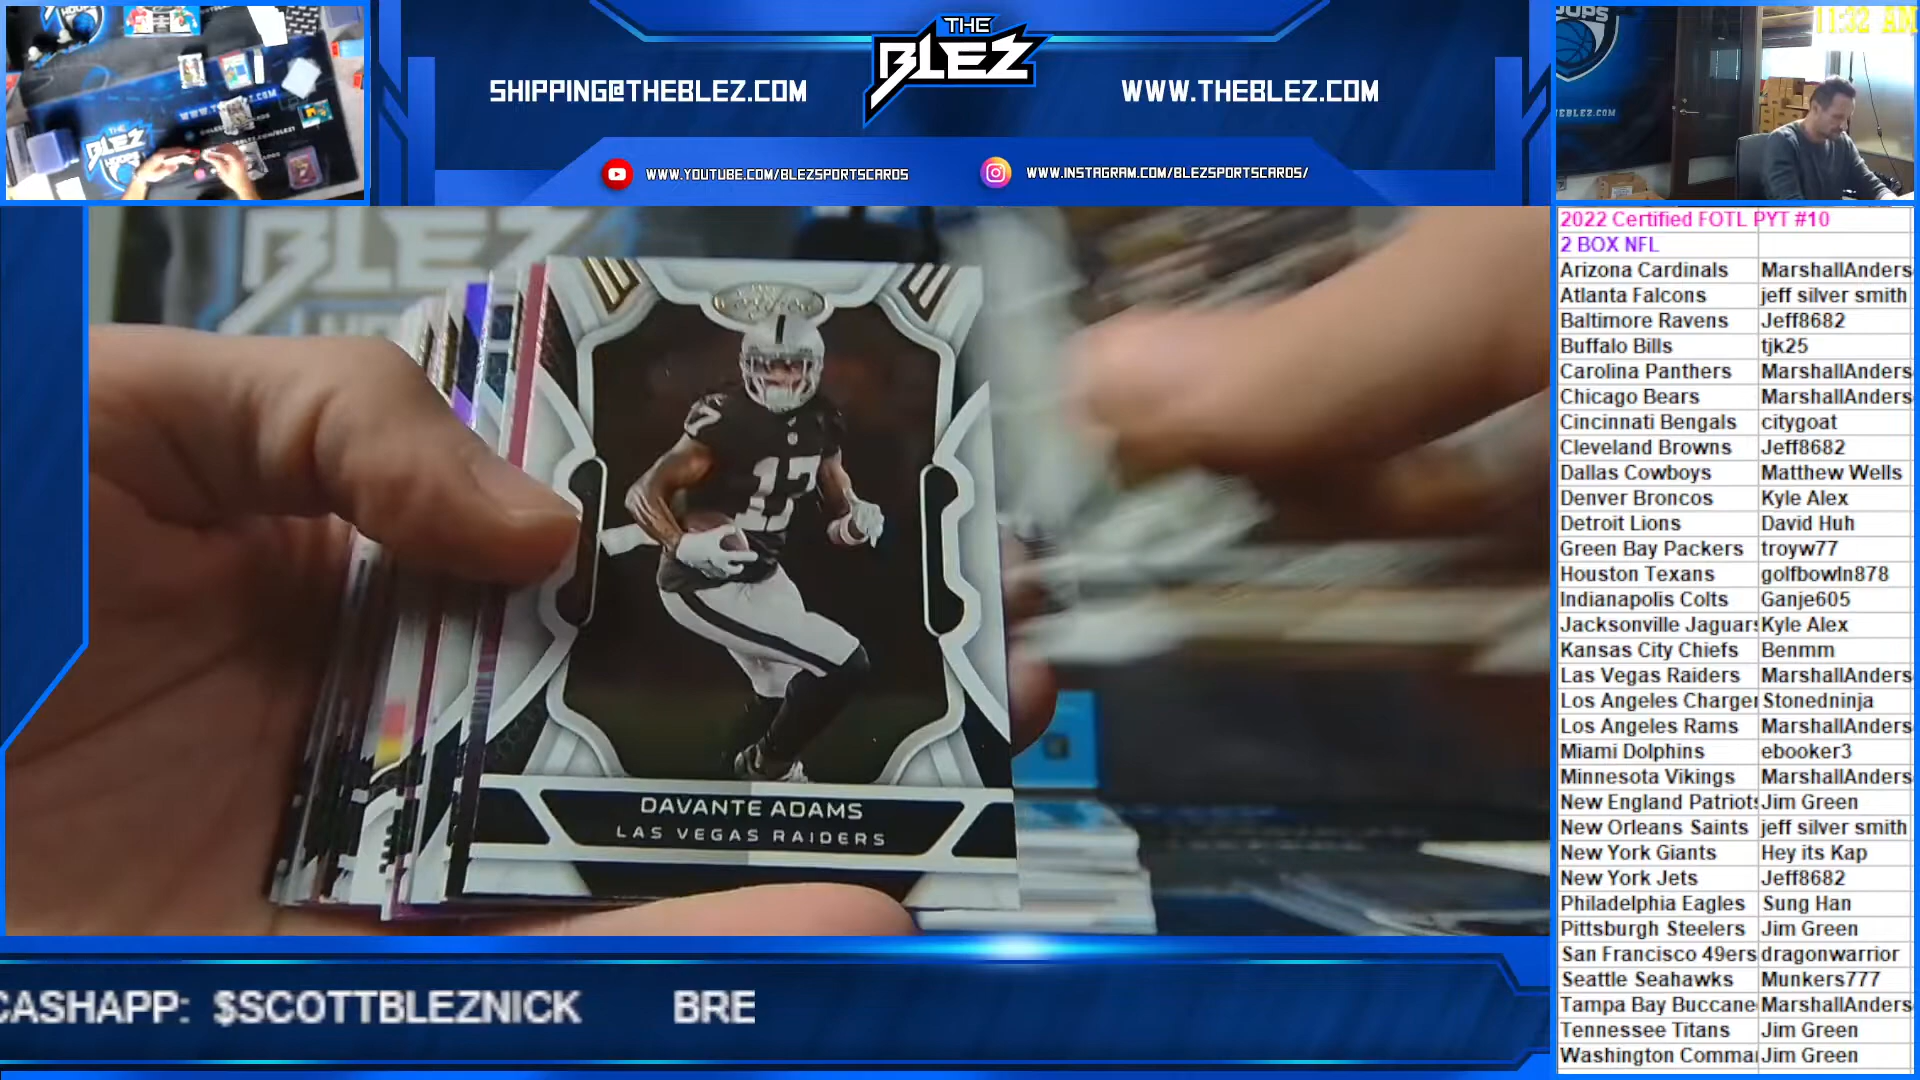 THE
BLEZ
SHIPPING@THEBLEZ.COM
WWW.THEBLEZ.COM
WWW.YOUTUBE.COM/BLEZSPORTSCARDS
WWW.INSTAGRAM.COM/BLEZSPORTSCARDS/
11:32 AM
2022 Certified FOTL PYT #10
2 BOX NFL
Arizona Cardinals MarshallAnders
Atlanta Falcons jeff silver smith
Baltimore Ravens Jeff8682
Buffalo Bills tjk25
Carolina Panthers MarshallAnders
Chicago Bears MarshallAnders
Cincinnati Bengals citygoat
Cleveland Browns Jeff8682
Dallas Cowboys Matthew Wells
Denver Broncos Kyle Alex
Detroit Lions David Huh
Green Bay Packers troyw77
Houston Texans golfbowln878
Indianapolis Colts Ganje605
Jacksonville Jaguars Kyle Alex
Kansas City Chiefs Benmm
Las Vegas Raiders MarshallAnders
Los Angeles Charger Stonedninja
Los Angeles Rams MarshallAnders
Miami Dolphins ebooker3
Minnesota Vikings MarshallAnders
New England Patriots Jim Green
New Orleans Saints jeff silver smith
New York Giants Hey its Kap
New York Jets Jeff8682
Philadelphia Eagles Sung Han
Pittsburgh Steelers Jim Green
San Francisco 49ers dragonwarrior
Seattle Seahawks Munkers777
Tampa Bay Buccane MarshallAnders
Tennessee Titans Jim Green
Washington Comma Jim Green
BLEZ
17
17
DAVANTE ADAMS
LAS VEGAS RAIDERS
CASHAPP: $SCOTTBLEZNICK BRE